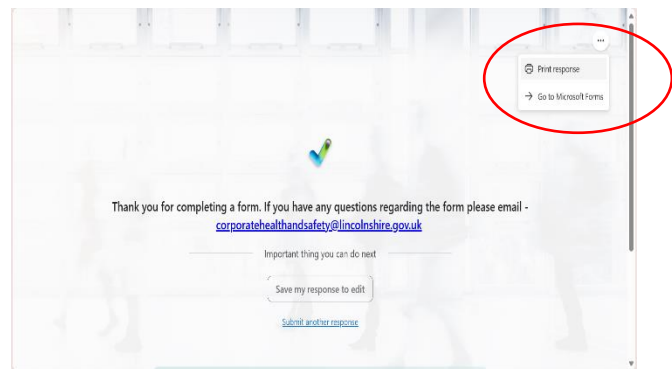 ...
Print response
→ Go to Microsoft Forms
Thank you for completing a form. If you have any questions regarding the form please email -
corporatehealthandsafety@lincolnshire.gov.uk
Important thing you can do next
Save my response to edit
Submit another response